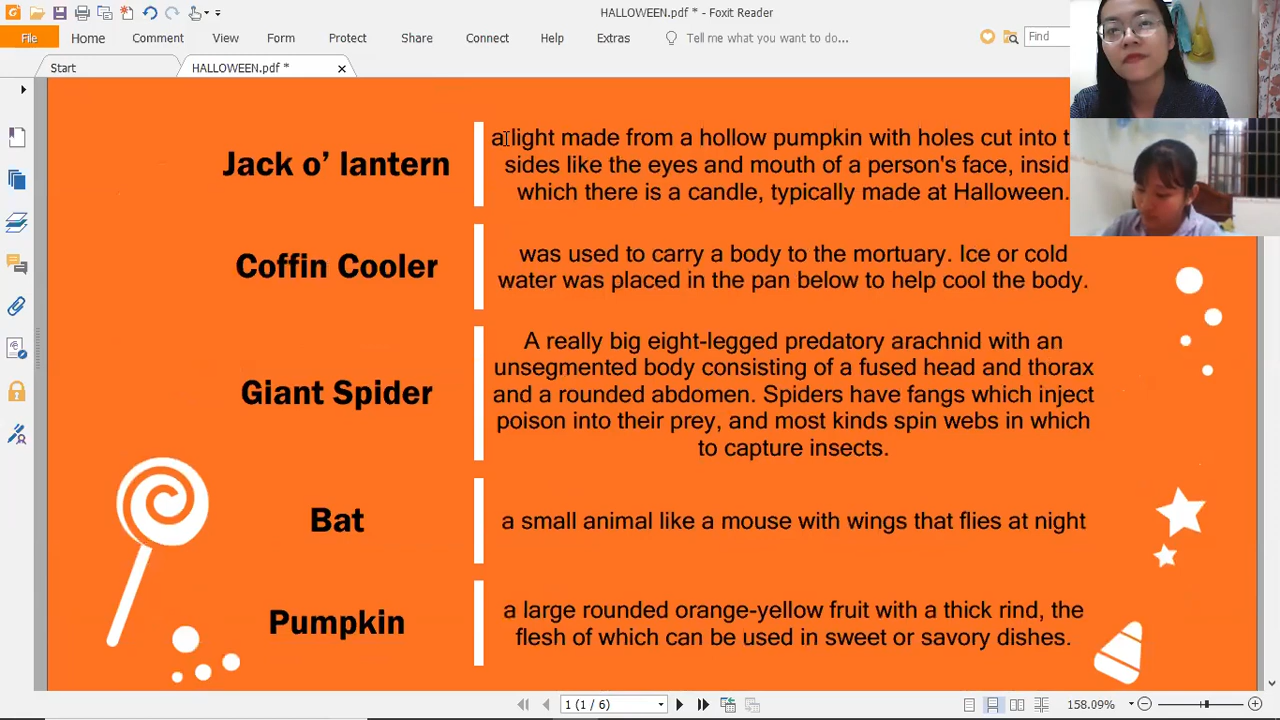 HALLOWEEN.pdf * - Foxit Reader
File Home Comment View Form Protect Share Connect Help Extras Tell me what you want to do... Find
Start HALLOWEEN.pdf *
Jack o’ lantern
a light made from a hollow pumpkin with holes cut into
sides like the eyes and mouth of a person's face,
which there is a candle, typically made at Halloween.
Coffin Cooler
was used to carry a body to the mortuary. Ice or cold
water was placed in the pan below to help cool the body.
Giant Spider
A really big eight-legged predatory arachnid with an
unsegmented body consisting of a fused head and thorax
and a rounded abdomen. Spiders have fangs which inject
poison into their prey, and most kinds spin webs in which
to capture insects.
Bat
a small animal like a mouse with wings that flies at night
Pumpkin
a large rounded orange-yellow fruit with a thick rind, the
flesh of which can be used in sweet or savory dishes.
1 (1 / 6) 158.09%